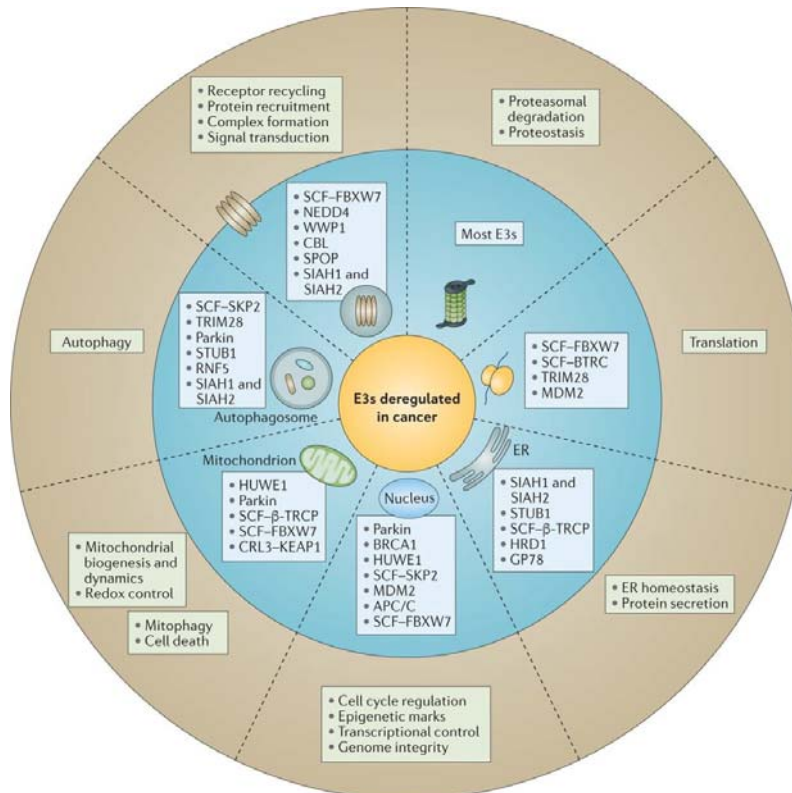 • Receptor recycling
• Protein recruitment
• Complex formation
• Signal transduction
• Proteasomal
degradation
• Proteostasis
• SCF–FBXW7
• NEDD4
• WWP1
• CBL
• SPOP
• SIAH1 and
SIAH2
Most E3s
Autophagy
• SCF–SKP2
• TRIM28
• Parkin
• STUB1
• RNF5
• SIAH1 and
SIAH2
Autophagosome
E3s deregulated
in cancer
• SCF–FBXW7
• SCF–BTRC
• TRIM28
• MDM2
Translation
Mitochondrion
• HUWE1
• Parkin
• SCF–β-TRCP
• SCF–FBXW7
• CRL3–KEAP1
Nucleus
• Parkin
• BRCA1
• HUWE1
• SCF–SKP2
• MDM2
• APC/C
• SCF–FBXW7
ER
• SIAH1 and
SIAH2
• STUB1
• SCF–β-TRCP
• HRD1
• GP78
• Mitochondrial
biogenesis and
dynamics
• Redox control
• Mitophagy
• Cell death
• ER homeostasis
• Protein secretion
• Cell cycle regulation
• Epigenetic marks
• Transcriptional control
• Genome integrity